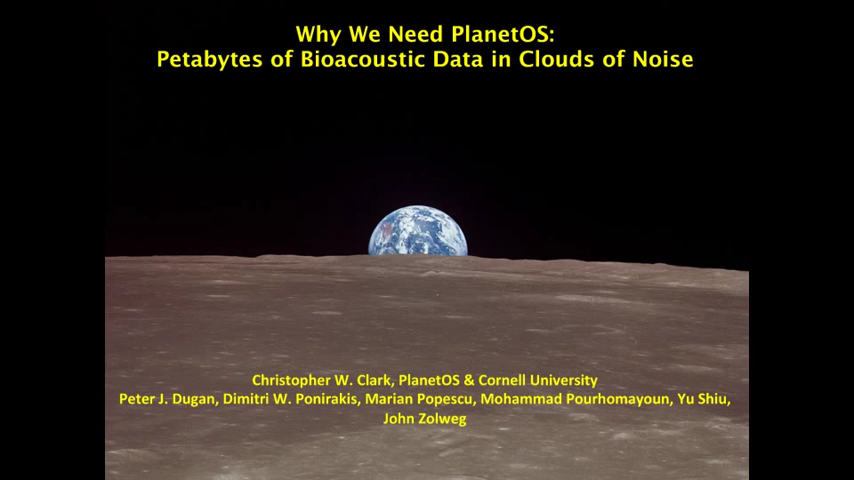 Why We Need PlanetOS:
Petabytes of Bioacoustic Data in Clouds of Noise
Christopher W. Clark, PlanetOS & Cornell University
Peter J. Dugan, Dimitri W. Ponirakis, Marian Popescu, Mohammad Pourhomayoun, Yu Shiu,
John Zolweg